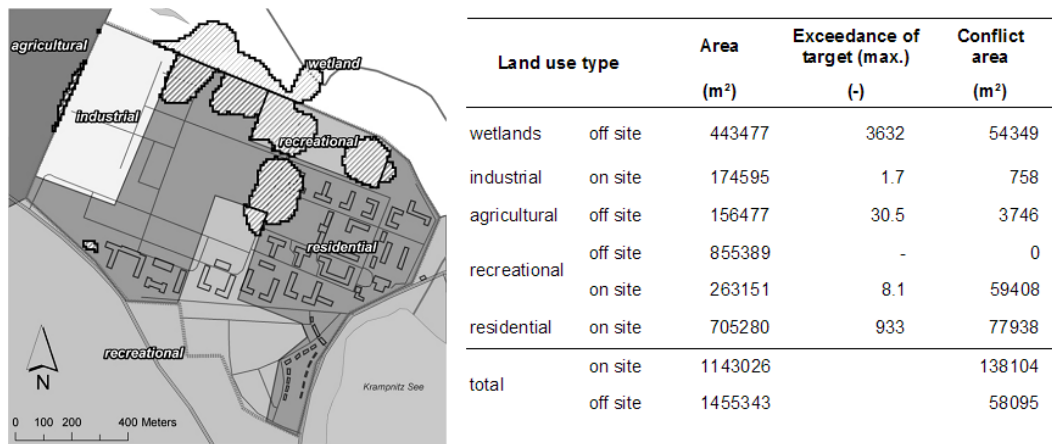 agricultural
wetland
industrial
recreational
residential
recreational
Krampnitz See
N
0 100 200 400 Meters
Land use type Area Exceedance of target (max.) Conflict area
(m²) (-) (m²)
wetlands off site 443477 3632 54349
industrial on site 174595 1.7 758
agricultural off site 156477 30.5 3746
recreational off site 855389 - 0
on site 263151 8.1 59408
residential on site 705280 933 77938
total on site 1143026 138104
off site 1455343 58095